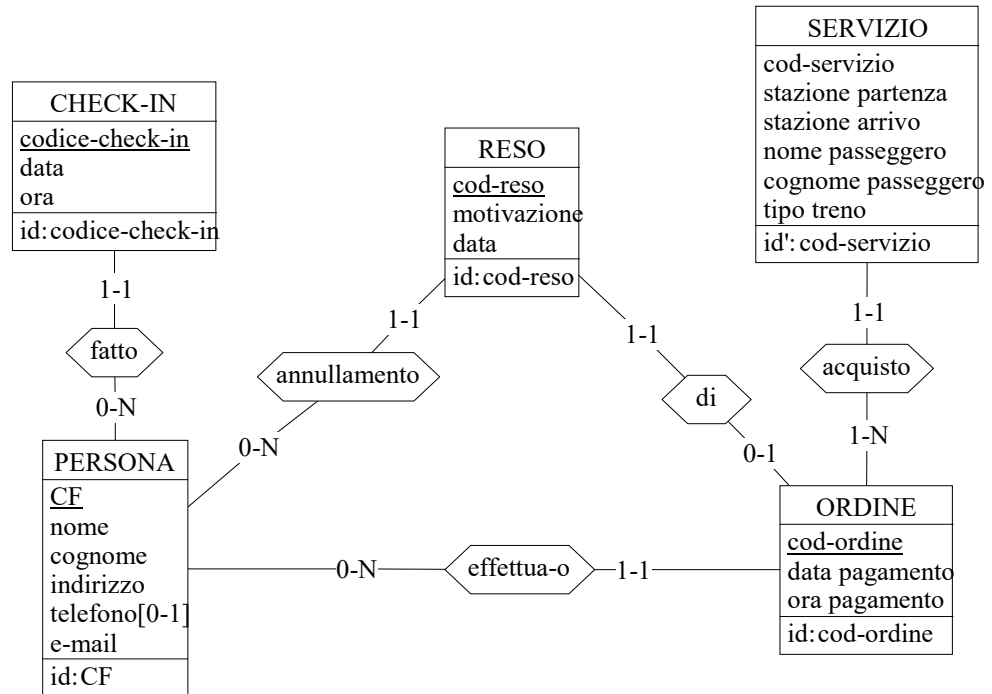 SERVIZIO
cod-servizio
stazione partenza
stazione arrivo
nome passeggero
cognome passeggero
tipo treno
id': cod-servizio
CHECK-IN
codice-check-in
data
ora
id:codice-check-in
RESO
cod-reso
motivazione
data
id:cod-reso
1-1
fatto
0-N
1-1
annullamento
0-N
1-1
di
0-1
1-1
acquisto
1-N
PERSONA
CF
nome
cognome
indirizzo
telefono[0-1]
e-mail
id:CF
0-N
effettua-o
1-1
ORDINE
cod-ordine
data pagamento
ora pagamento
id:cod-ordine